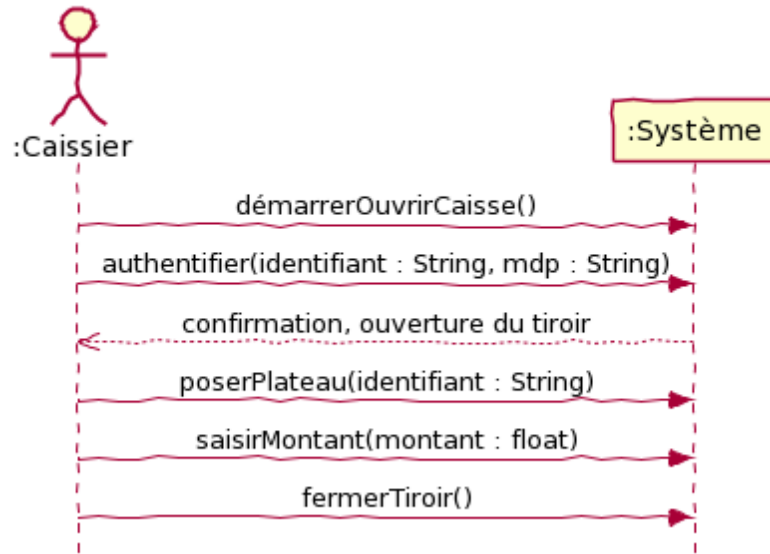 :Caissier
:Système
démarrerOuvrirCaisse()
authentifier(identifiant : String, mdp : String)
confirmation, ouverture du tiroir
poserPlateau(identifiant : String)
saisirMontant(montant : float)
fermerTiroir()